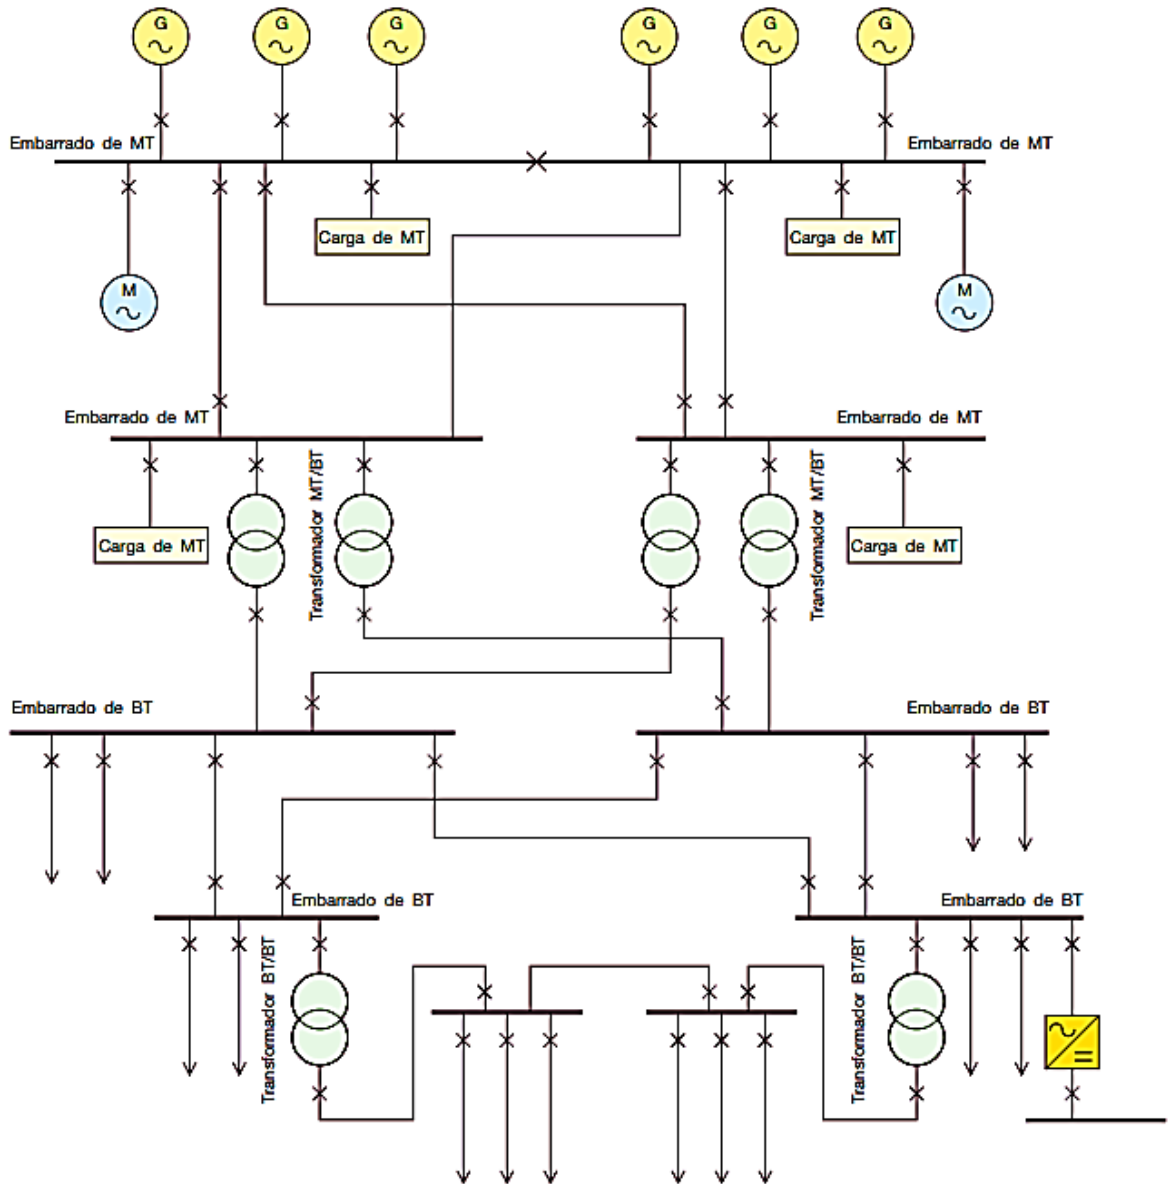 G
G
G
G
G
G
Embarrado de MT
Embarrado de MT
Carga de MT
Carga de MT
M
M
Embarrado de MT
Embarrado de MT
Transformador MT/BT
Transformador MT/BT
Carga de MT
Carga de MT
Embarrado de BT
Embarrado de BT
Embarrado de BT
Embarrado de BT
Transformador BT/BT
Transformador BT/BT